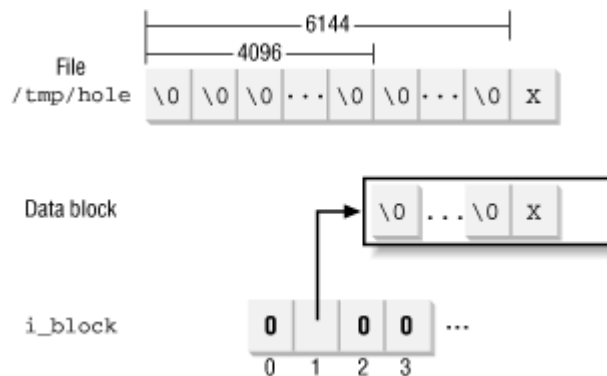 6144
4096
File
/tmp/hole
\0 \0 \0 ··· \0 \0 ··· \0 X
Data block
\0 ... \0 X
i_block
0 0 0 ...
0 1 2 3